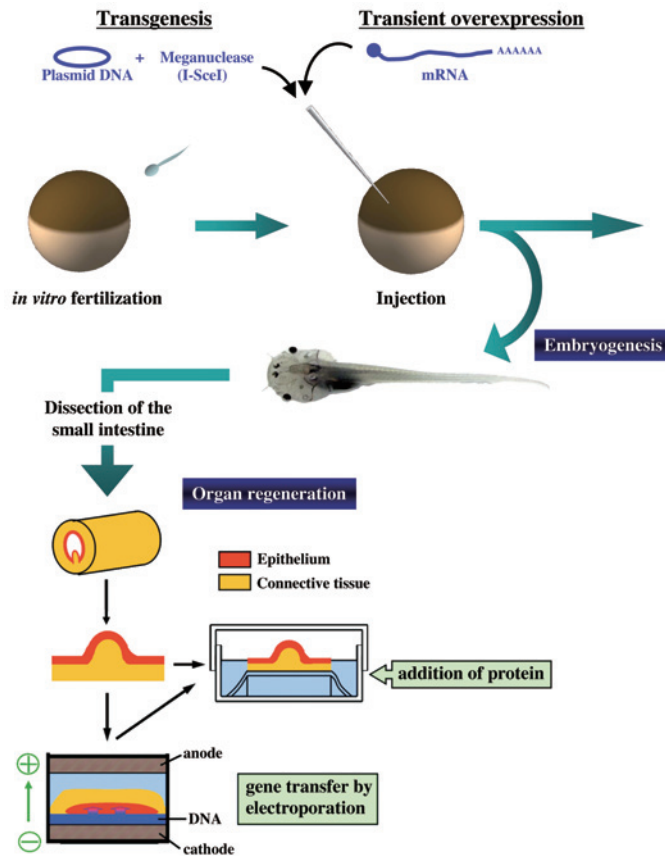 Transgenesis
Transient overexpression
Plasmid DNA
+
Meganuclease
(I-SceI)
AAAAAA
mRNA
in vitro fertilization
Injection
Embryogenesis
Dissection of the
small intestine
Organ regeneration
Epithelium
Connective tissue
addition of protein
anode
+
gene transfer by
electroporation
DNA
−
cathode